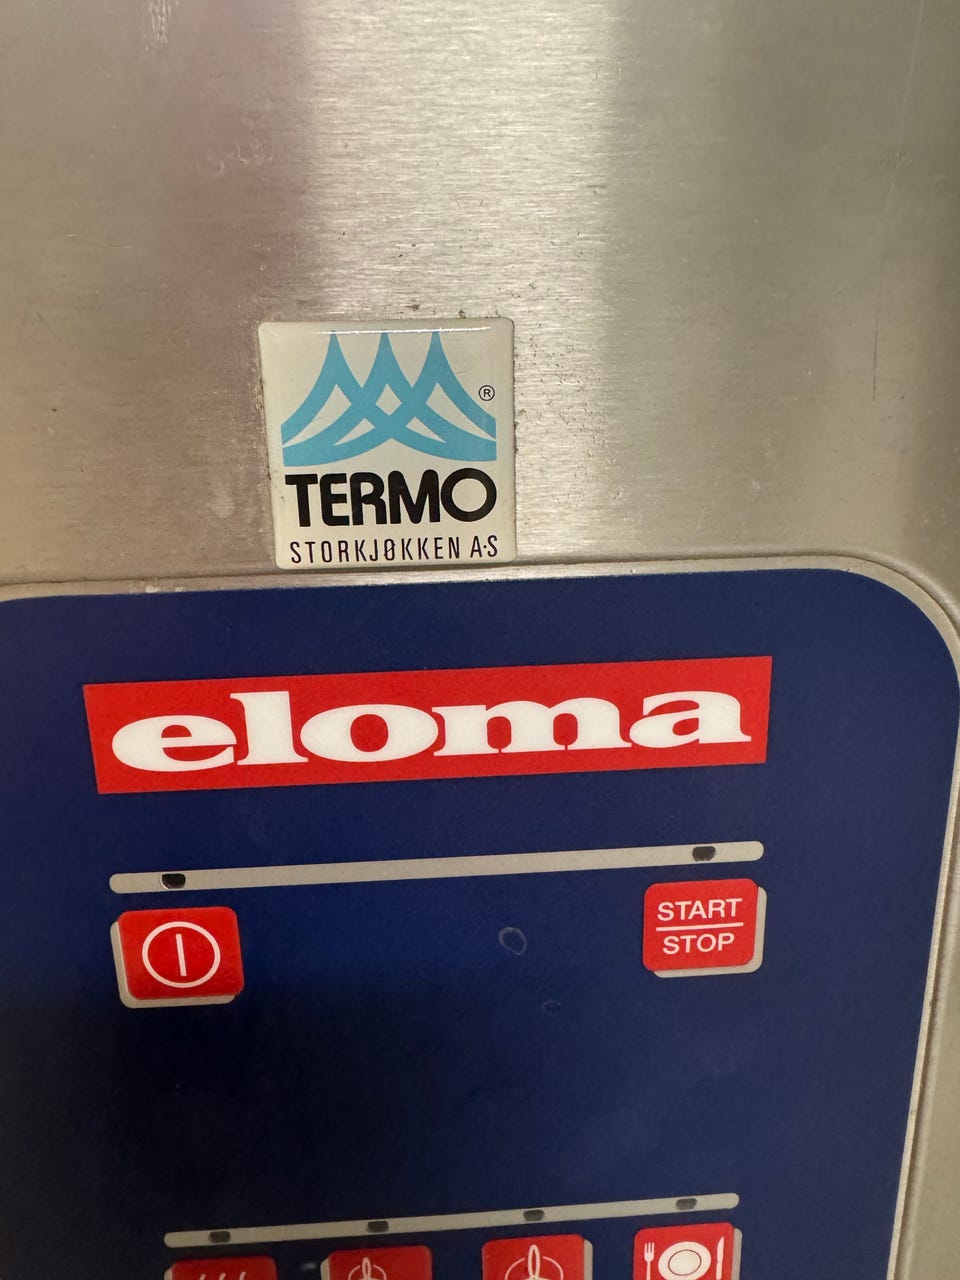 ®
TERMO
STORKJØKKEN A·S
eloma
START
STOP